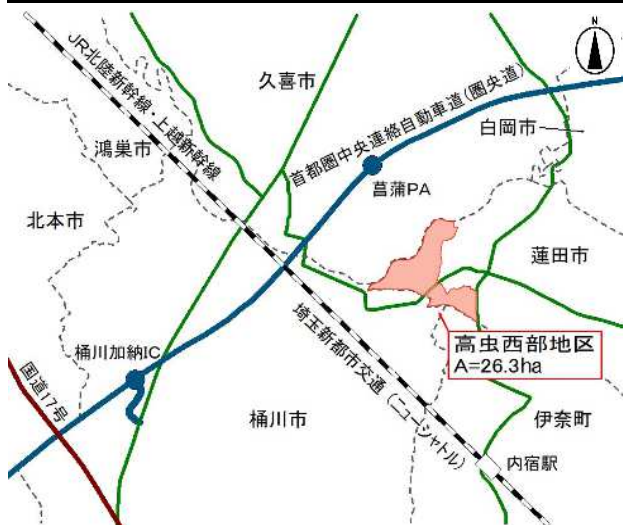 N
久喜市
JR北陸新幹線・上越新幹線
首都圏中央連絡自動車道(圏央道)
白岡市
鴻巣市
菖蒲PA
北本市
蓮田市
高虫西部地区
A=26.3ha
桶川加納IC
埼玉新都市交通(ニューシャトル)
国道17号
桶川市
伊奈町
内宿駅